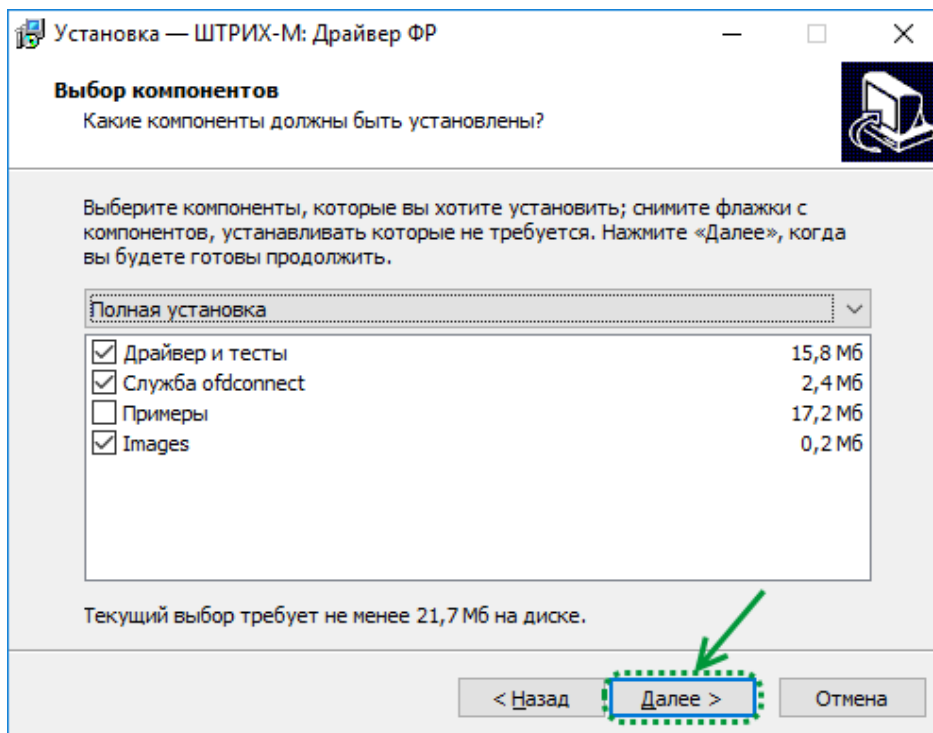 Установка — ШТРИХ-М: Драйвер ФР
Выбор компонентов
Какие компоненты должны быть установлены?
Выберите компоненты, которые вы хотите установить; снимите флажки с
компонентов, устанавливать которые не требуется. Нажмите «Далее», когда
вы будете готовы продолжить.
Полная установка
Драйвер и тесты 15,8 Мб
Служба ofdconnect 2,4 Мб
Примеры 17,2 Мб
Images 0,2 Мб
Текущий выбор требует не менее 21,7 Мб на диске.
< Назад Далее > Отмена